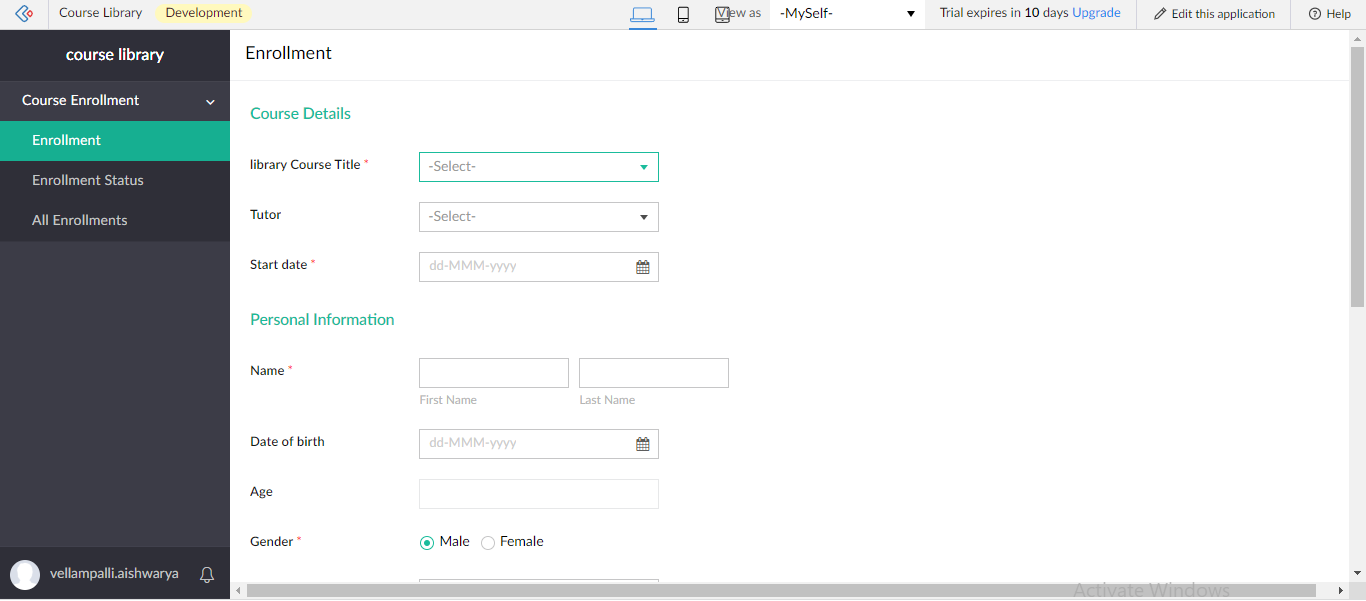 Course Library Development View as -MySelf- Trial expires in 10 days Upgrade Edit this application Help
course library
Course Enrollment
Enrollment
Enrollment Status
All Enrollments
vellampalli.aishwarya
Enrollment
Course Details
library Course Title * -Select-
Tutor -Select-
Start date * dd-MMM-yyyy
Personal Information
Name *
First Name Last Name
Date of birth dd-MMM-yyyy
Age
Gender * Male Female
Activate Windows